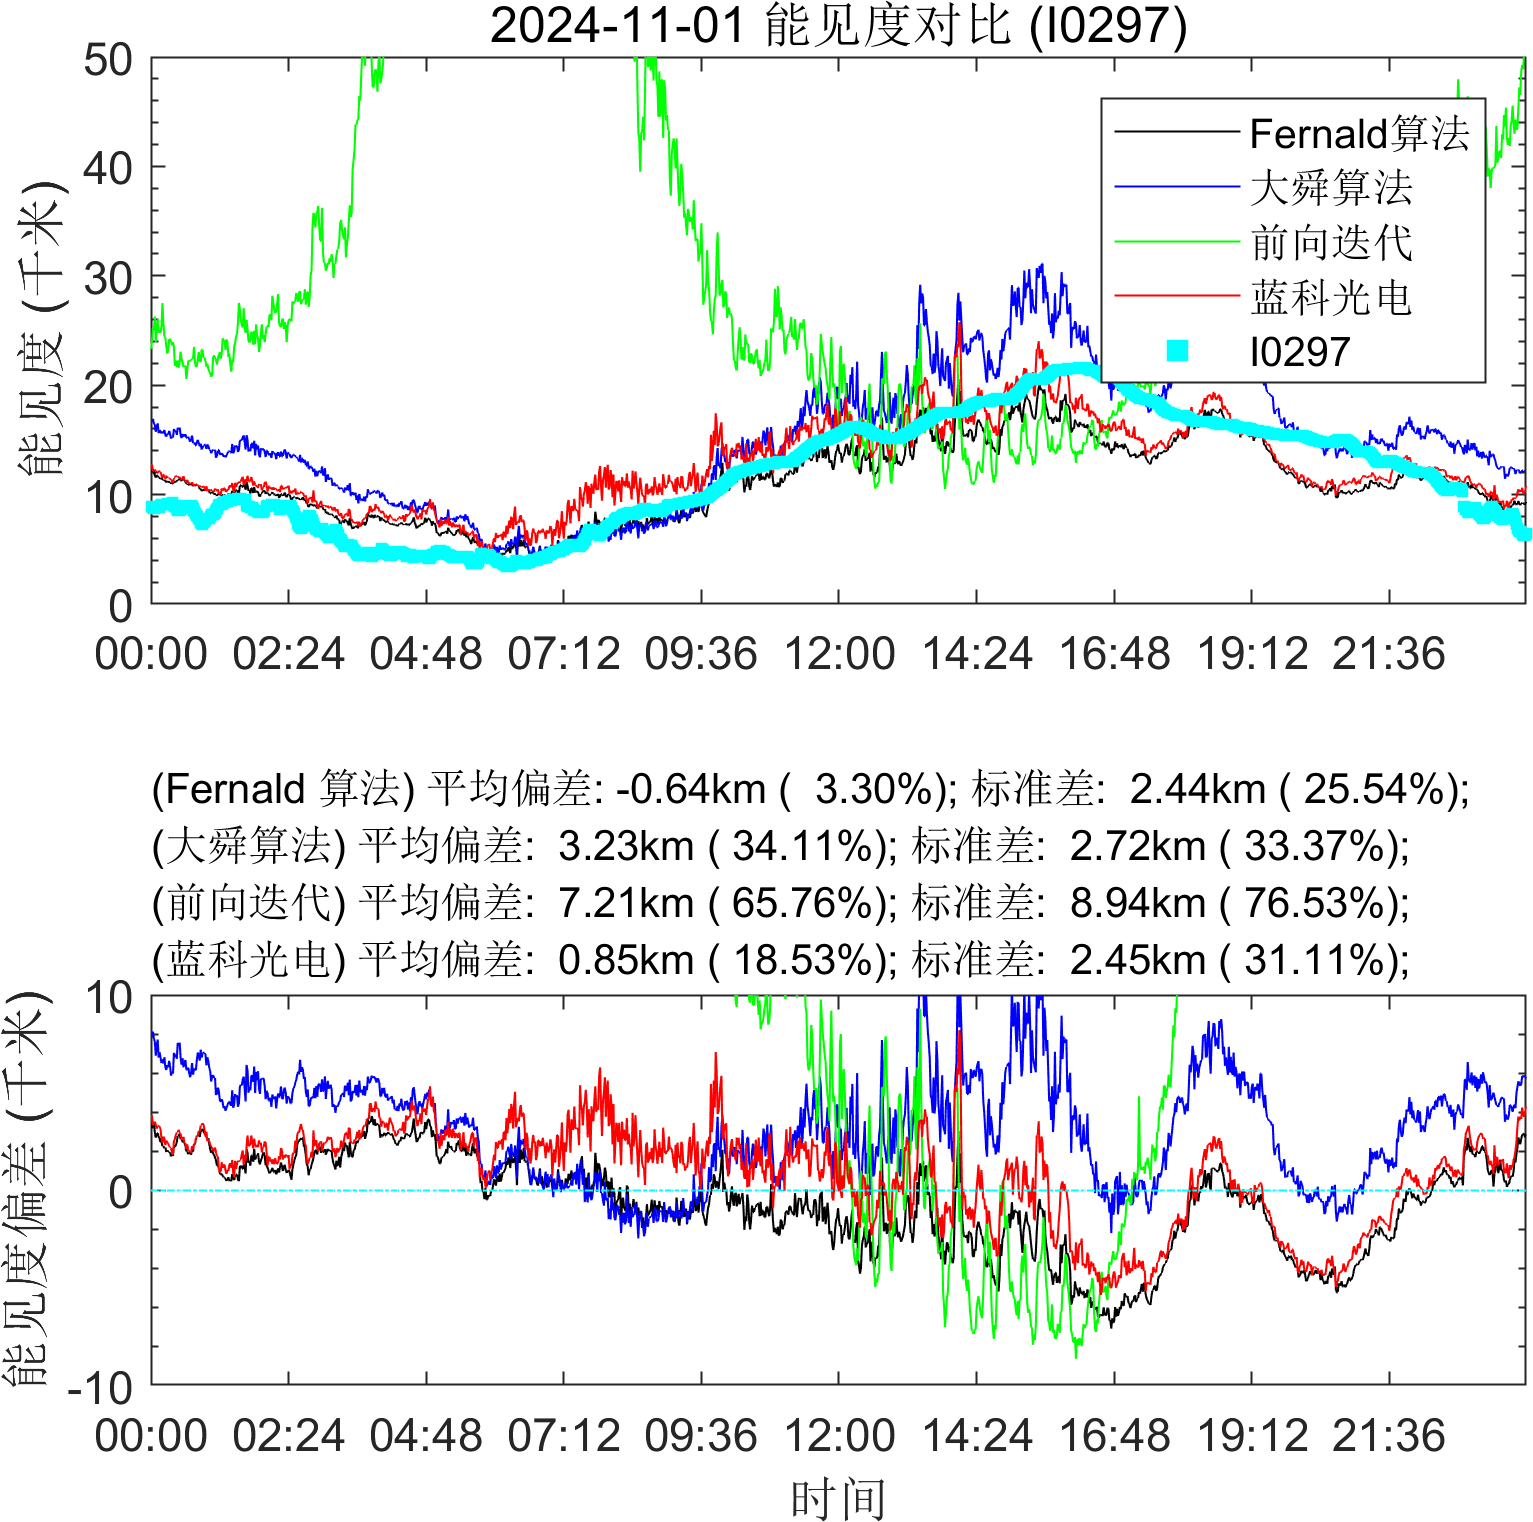 2024-11-01 能见度对比 (I0297)
50
40
30
20
10
0
能见度 (千米)
Fernald算法
大舜算法
前向迭代
蓝科光电
I0297
00:00 02:24 04:48 07:12 09:36 12:00 14:24 16:48 19:12 21:36
(Fernald 算法) 平均偏差: -0.64km (  3.30%); 标准差:  2.44km ( 25.54%);
(大舜算法) 平均偏差:  3.23km ( 34.11%); 标准差:  2.72km ( 33.37%);
(前向迭代) 平均偏差:  7.21km ( 65.76%); 标准差:  8.94km ( 76.53%);
(蓝科光电) 平均偏差:  0.85km ( 18.53%); 标准差:  2.45km ( 31.11%);
10
0
-10
能见度偏差 (千米)
00:00 02:24 04:48 07:12 09:36 12:00 14:24 16:48 19:12 21:36
时间